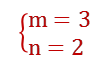 m = 3
n = 2